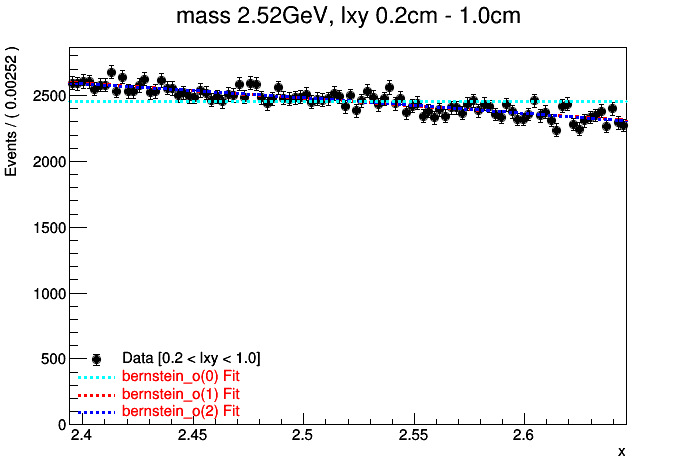 mass 2.52GeV, lxy 0.2cm - 1.0cm
Events / ( 0.00252 )
2500
2000
1500
1000
500
0
Data [0.2 < lxy < 1.0]
bernstein_o(0) Fit
bernstein_o(1) Fit
bernstein_o(2) Fit
2.4 2.45 2.5 2.55 2.6
x